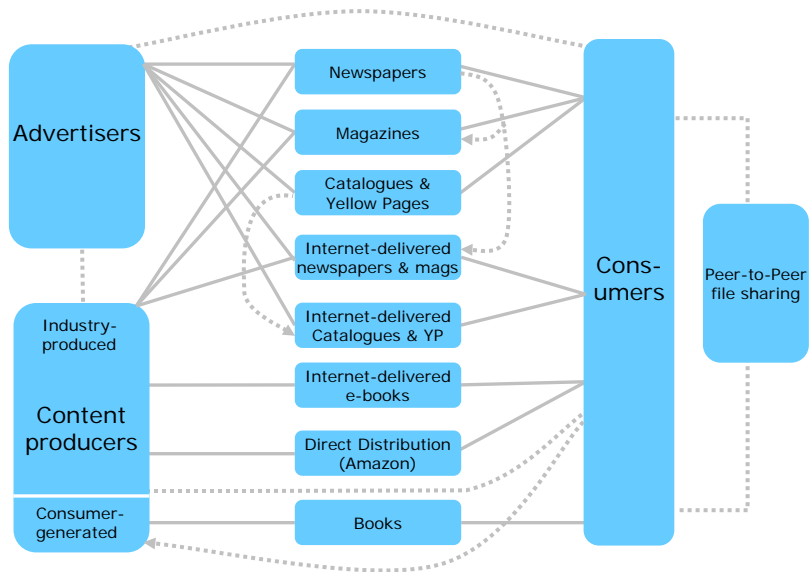 Advertisers
Newspapers
Magazines
Catalogues &
Yellow Pages
Internet-delivered
newspapers & mags
Internet-delivered
Catalogues & YP
Internet-delivered
e-books
Direct Distribution
(Amazon)
Books
Industry-
produced
Content
producers
Consumer-
generated
Cons-
umers
Peer-to-Peer
file sharing